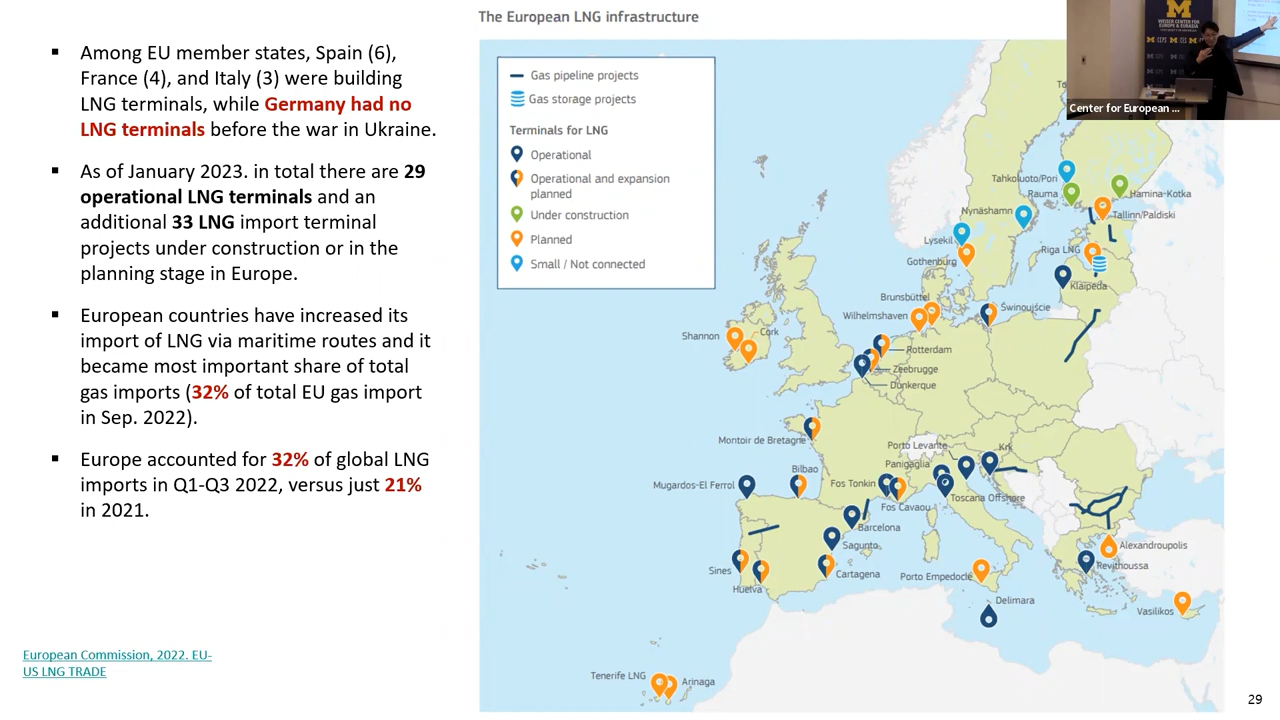 The European LNG infrastructure
▪ Among EU member states, Spain (6),
France (4), and Italy (3) were building
LNG terminals, while Germany had no
LNG terminals before the war in Ukraine.
▪ As of January 2023. in total there are 29
operational LNG terminals and an
additional 33 LNG import terminal
projects under construction or in the
planning stage in Europe.
▪ European countries have increased its
import of LNG via maritime routes and it
became most important share of total
gas imports (32% of total EU gas import
in Sep. 2022).
▪ Europe accounted for 32% of global LNG
imports in Q1-Q3 2022, versus just 21%
in 2021.
European Commission, 2022. EU-
US LNG TRADE
Gas pipeline projects
Gas storage projects
Terminals for LNG
Operational
Operational and expansion
planned
Under construction
Planned
Small / Not connected
M
WEISER CENTER
FOR EUROPE & EURASIA
Center for European ...
To
Tahkoluoto/Pori
Rauma
Hamina-Kotka
Nynäshamn
Tallinn/Paldiski
Lysekil
Riga LNG
Gothenburg
Klaipeda
Brunsbüttel
Świnoujście
Wilhelmshaven
Shannon
Cork
Rotterdam
Zeebrugge
Dunkerque
Montoir de Bretagne
Porto Levante
Krk
Panigaglia
Bilbao
Mugardos-El Ferrol
Fos Tonkin
Toscana Offshore
Fos Cavaou
Barcelona
Sagunto
Alexandroupolis
Revithoussa
Sines
Cartagena
Porto Empedocle
Huelva
Delimara
Vasilikos
Tenerife LNG
Arinaga
29